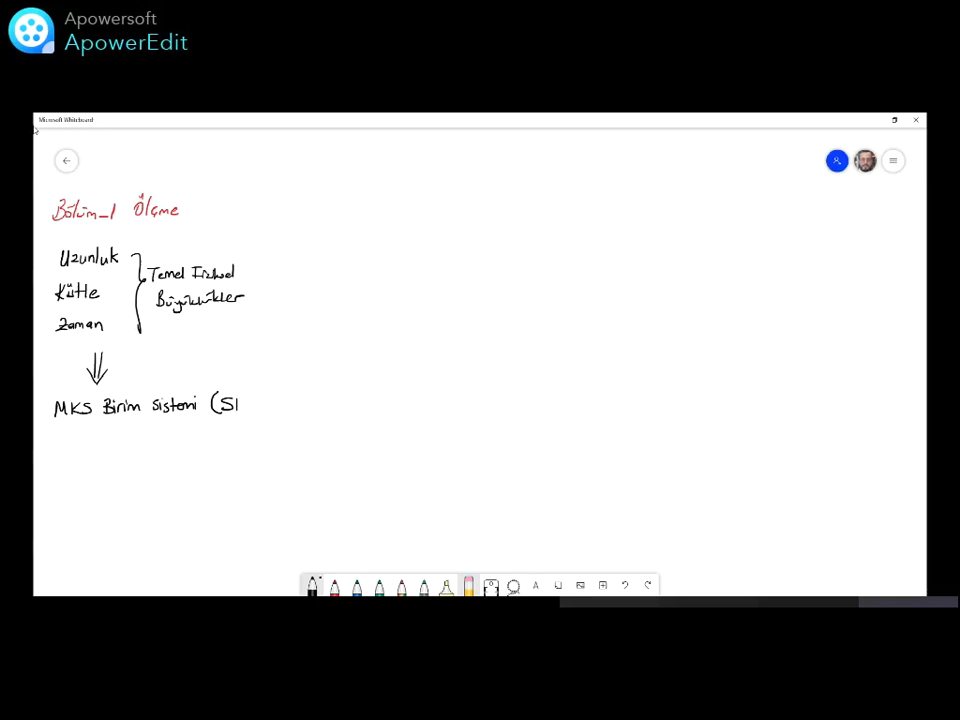 Apowersoft
ApowerEdit
Microsoft Whiteboard
Bölüm_1 Ölçme
Uzunluk
Kütle
Zaman
Temel Fiziksel
Büyüklükler
MKS Birim Sistemi (SI
A